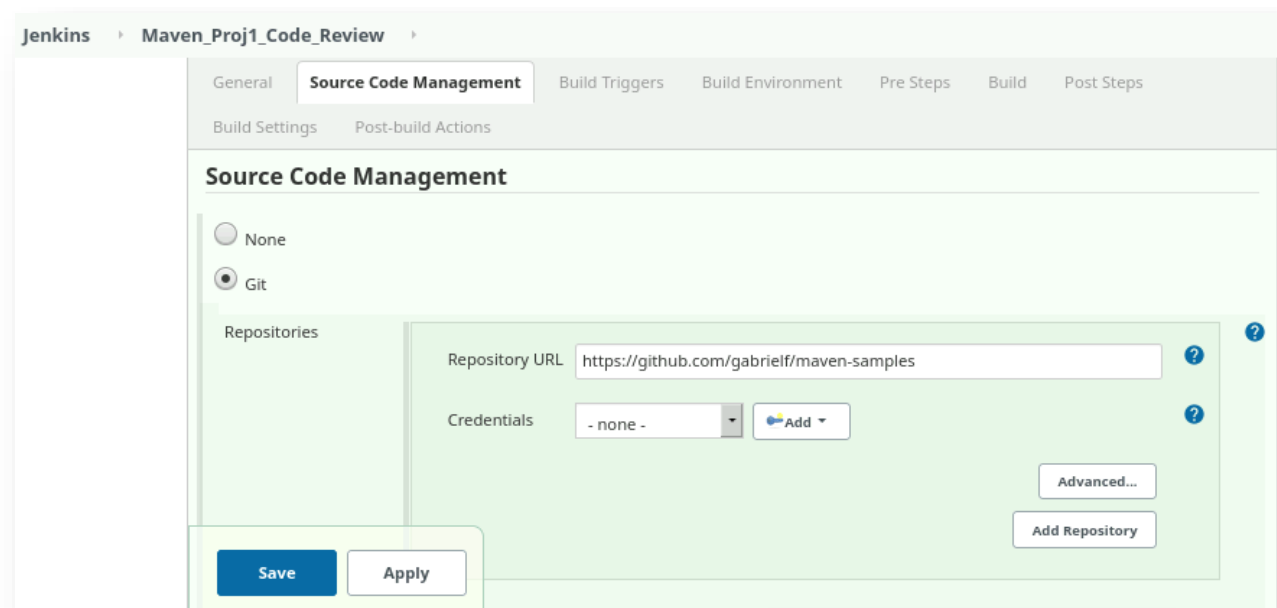 Jenkins Maven_Proj1_Code_Review
General Source Code Management Build Triggers Build Environment Pre Steps Build Post Steps
Build Settings Post-build Actions
Source Code Management
None
Git
Repositories
Repository URL https://github.com/gabrielf/maven-samples
Credentials - none - Add
Advanced...
Add Repository
Save Apply